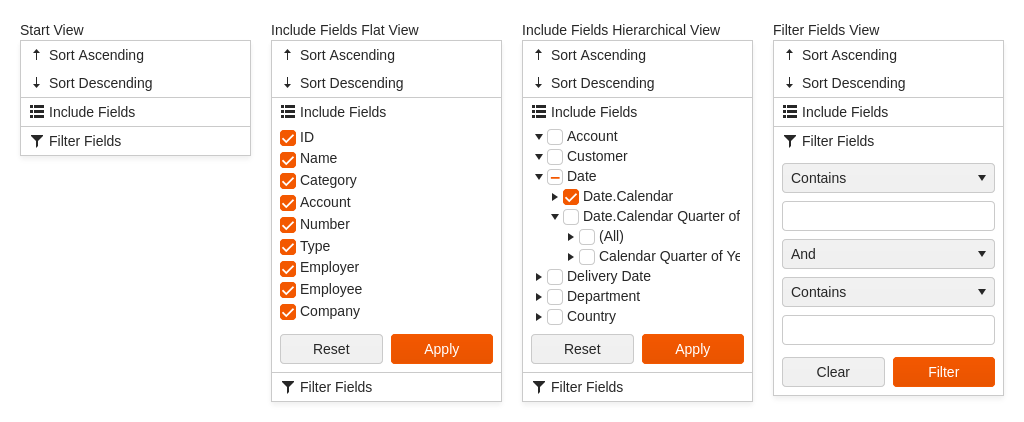 Start View
Sort Ascending
Sort Descending
Include Fields
Filter Fields
Include Fields Flat View
Sort Ascending
Sort Descending
Include Fields
ID
Name
Category
Account
Number
Type
Employer
Employee
Company
Reset
Apply
Filter Fields
Include Fields Hierarchical View
Sort Ascending
Sort Descending
Include Fields
Account
Customer
Date
Date.Calendar
Date.Calendar Quarter of
(All)
Calendar Quarter of Ye
Delivery Date
Department
Country
Reset
Apply
Filter Fields
Filter Fields View
Sort Ascending
Sort Descending
Include Fields
Filter Fields
Contains
And
Contains
Clear
Filter